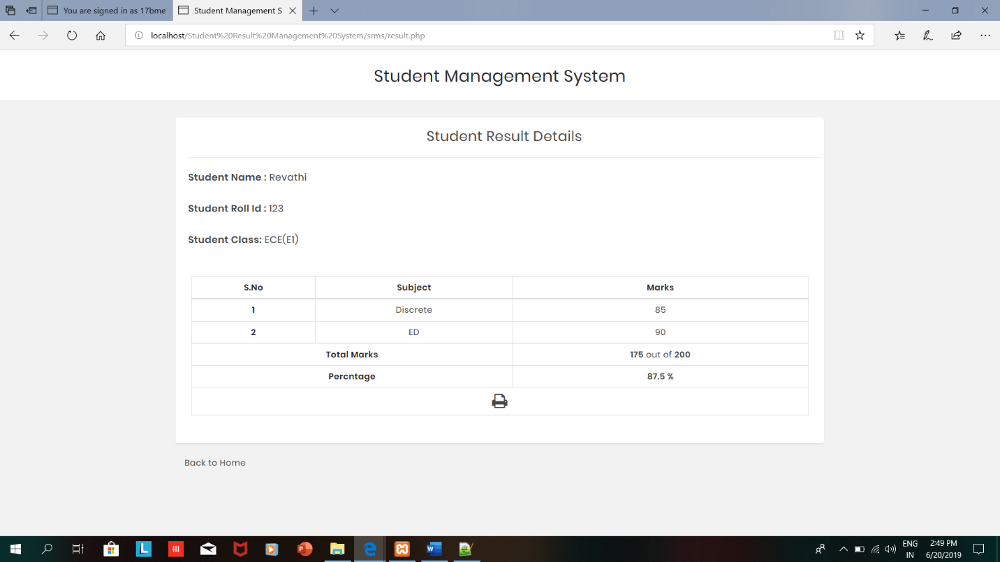 You are signed in as 17bme
Student Management S
localhost/Student%20Result%20Management%20System/srms/result.php
Student Management System
Student Result Details
Student Name : Revathi
Student Roll Id : 123
Student Class: ECE(E1)
S.No Subject Marks
1 Discrete 85
2 ED 90
Total Marks 175 out of 200
Percntage 87.5 %
Back to Home
ENG 2:49 PM
IN 6/20/2019